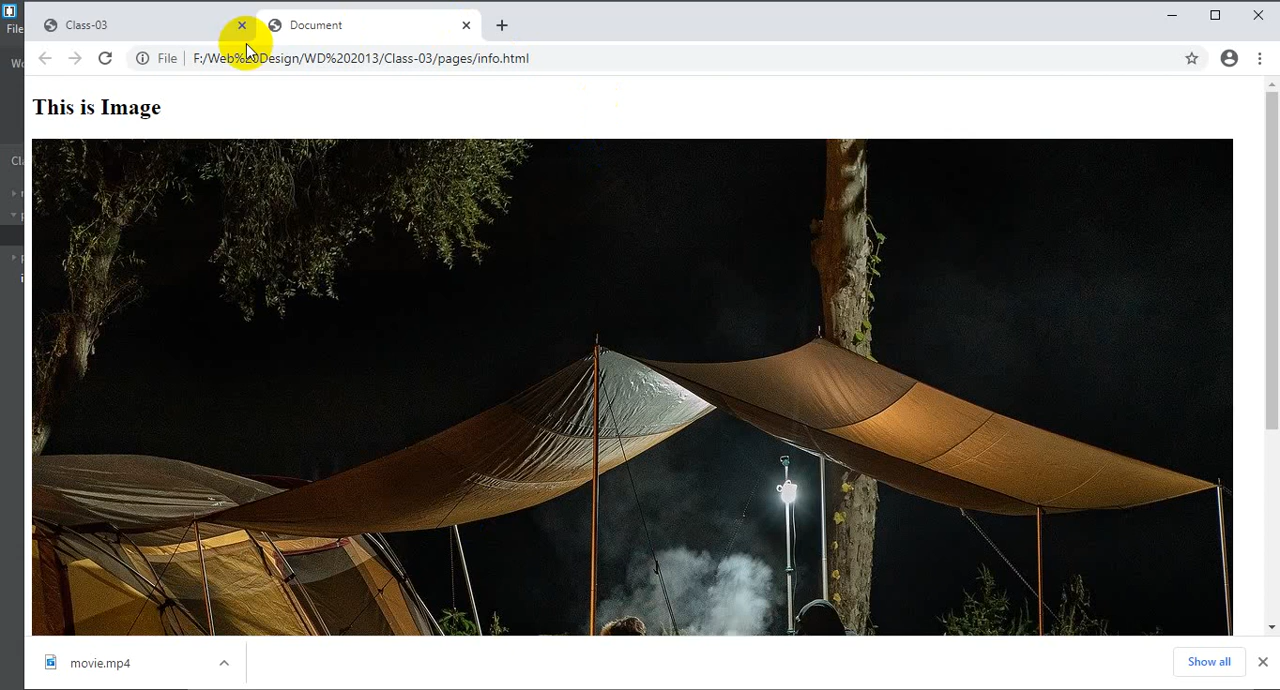 Class-03
Document
File
File
F:/Web%20Design/WD%202013/Class-03/pages/info.html
This is Image
movie.mp4
Show all